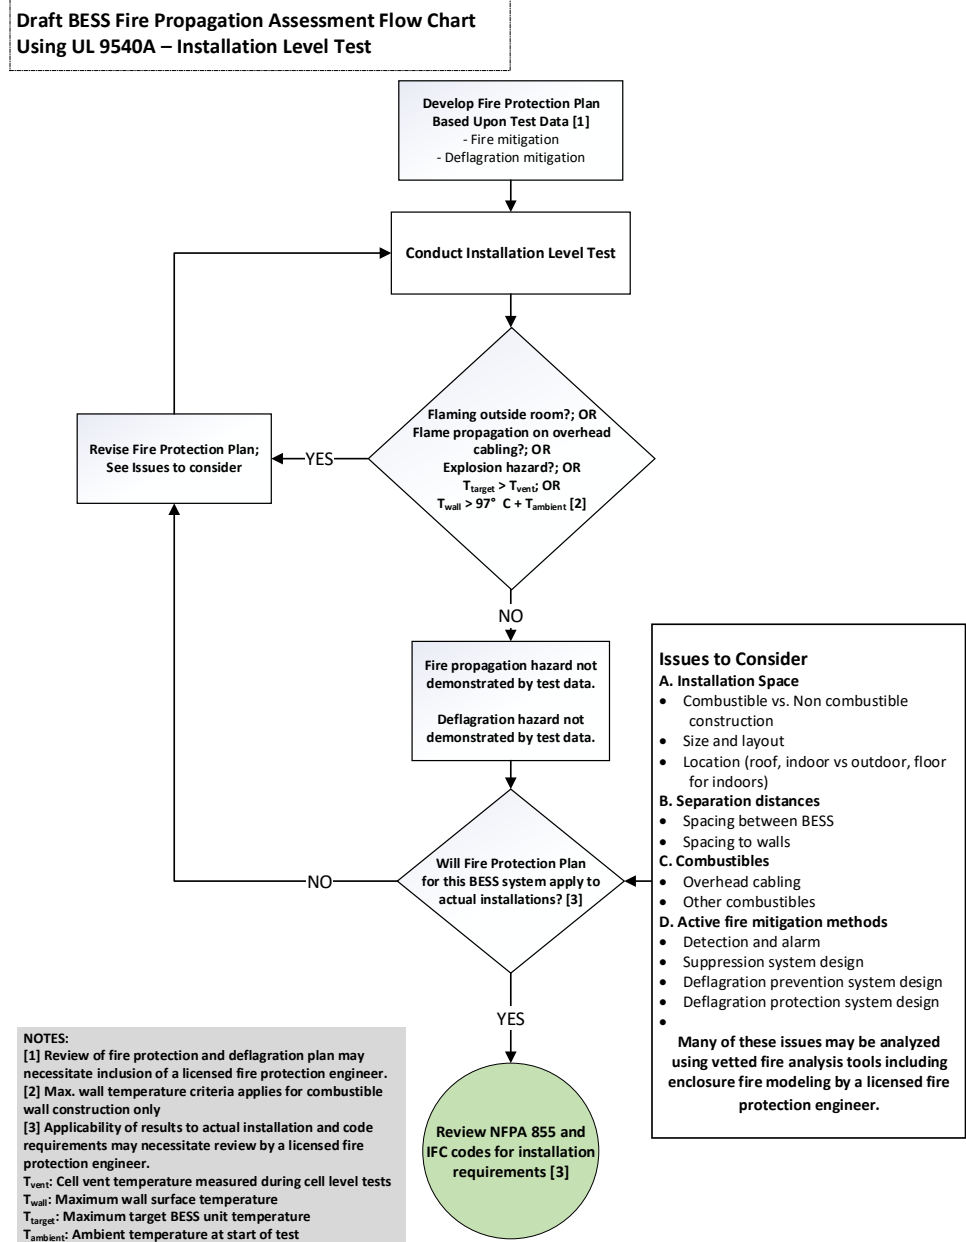 Draft BESS Fire Propagation Assessment Flow Chart
Using UL 9540A – Installation Level Test
Develop Fire Protection Plan
Based Upon Test Data [1]
- Fire mitigation
- Deflagration mitigation
Conduct Installation Level Test
Flaming outside room?; OR
Flame propagation on overhead
cabling?; OR
Explosion hazard?; OR
Ttarget > Tvent; OR
Twall > 97° C + Tambient [2]
YES
Revise Fire Protection Plan;
See Issues to consider
NO
Fire propagation hazard not
demonstrated by test data.
Deflagration hazard not
demonstrated by test data.
Will Fire Protection Plan
for this BESS system apply to
actual installations? [3]
NO
YES
Review NFPA 855 and
IFC codes for installation
requirements [3]
Issues to Consider
A. Installation Space
• Combustible vs. Non combustible
construction
• Size and layout
• Location (roof, indoor vs outdoor, floor
for indoors)
B. Separation distances
• Spacing between BESS
• Spacing to walls
C. Combustibles
• Overhead cabling
• Other combustibles
D. Active fire mitigation methods
• Detection and alarm
• Suppression system design
• Deflagration prevention system design
• Deflagration protection system design
•
Many of these issues may be analyzed
using vetted fire analysis tools including
enclosure fire modeling by a licensed fire
protection engineer.
NOTES:
[1] Review of fire protection and deflagration plan may
necessitate inclusion of a licensed fire protection engineer.
[2] Max. wall temperature criteria applies for combustible
wall construction only
[3] Applicability of results to actual installation and code
requirements may necessitate review by a licensed fire
protection engineer.
Tvent: Cell vent temperature measured during cell level tests
Twall: Maximum wall surface temperature
Ttarget: Maximum target BESS unit temperature
Tambient: Ambient temperature at start of test